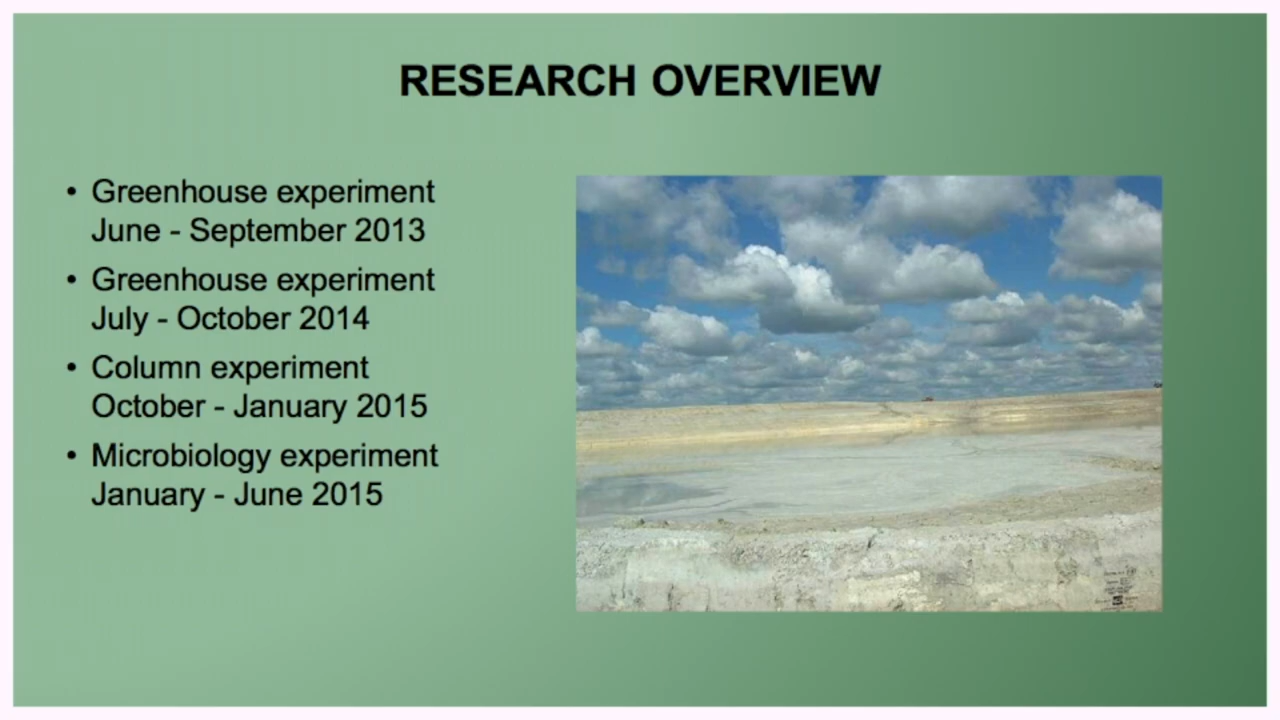 RESEARCH OVERVIEW
• Greenhouse experiment
June - September 2013
• Greenhouse experiment
July - October 2014
• Column experiment
October - January 2015
• Microbiology experiment
January - June 2015